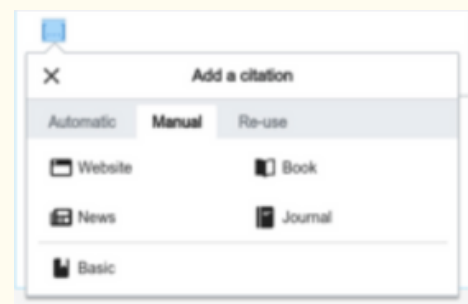 Add a citation
Automatic Manual Re-use
Website Book
News Journal
Basic